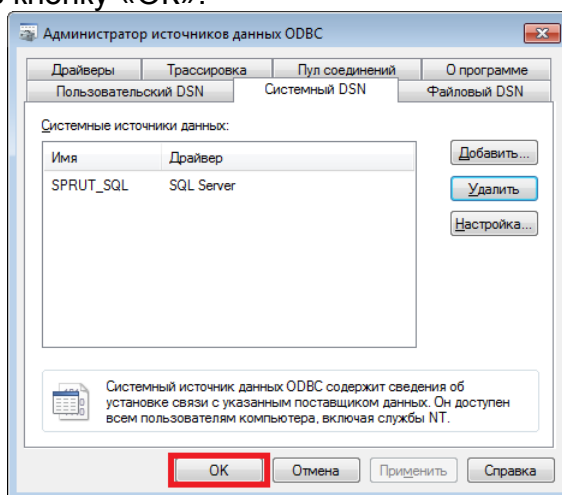 кнопку «ОК».
Администратор источников данных ODBC
Драйверы Трассировка Пул соединений О программе
Пользовательский DSN Системный DSN Файловый DSN
Системные источники данных:
Имя Драйвер
SPRUT_SQL SQL Server
Добавить...
Удалить
Настройка...
Системный источник данных ODBC содержит сведения об
установке связи с указанным поставщиком данных. Он доступен
всем пользователям компьютера, включая службы NT.
ОК Отмена Применить Справка